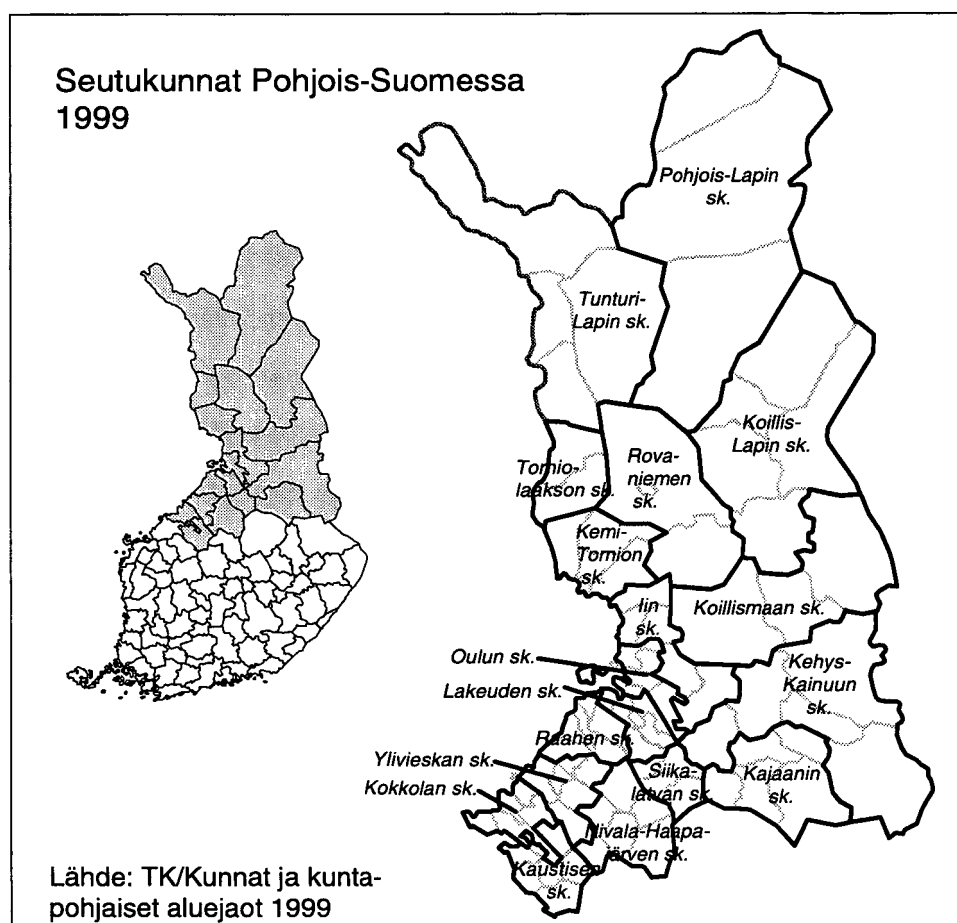 Seutukunnat Pohjois-Suomessa
1999
Pohjois-Lapin
sk.
Tunturi-
Lapin sk.
Koillis-
Lapin sk.
Rova-
niemen
sk.
Tornio-
laakson sk.
Kemi-
Tornion
sk.
Iin
sk.
Koillismaan sk.
Oulun sk.
Lakeuden sk.
Kehys-
Kainuun
sk.
Raahen sk.
Ylivieskan sk.
Kokkolan sk.
Siika-
latvan sk.
Kajaanin
sk.
Nivala-Haapa-
järven sk.
Kaustisen
sk.
Lähde: TK/Kunnat ja kunta-
pohjaiset aluejaot 1999